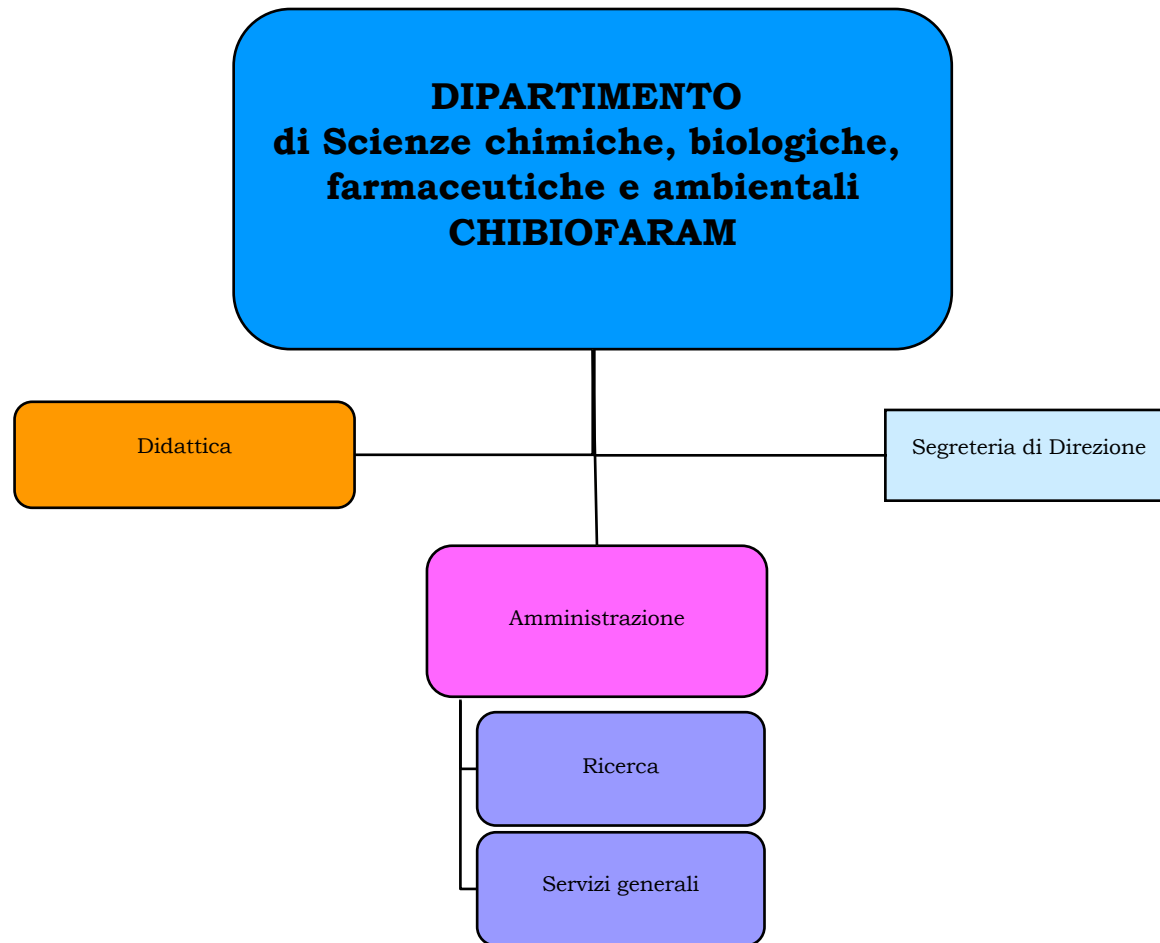 DIPARTIMENTO
di Scienze chimiche, biologiche,
farmaceutiche e ambientali
CHIBIOFARAM
Didattica
Segreteria di Direzione
Amministrazione
Ricerca
Servizi generali